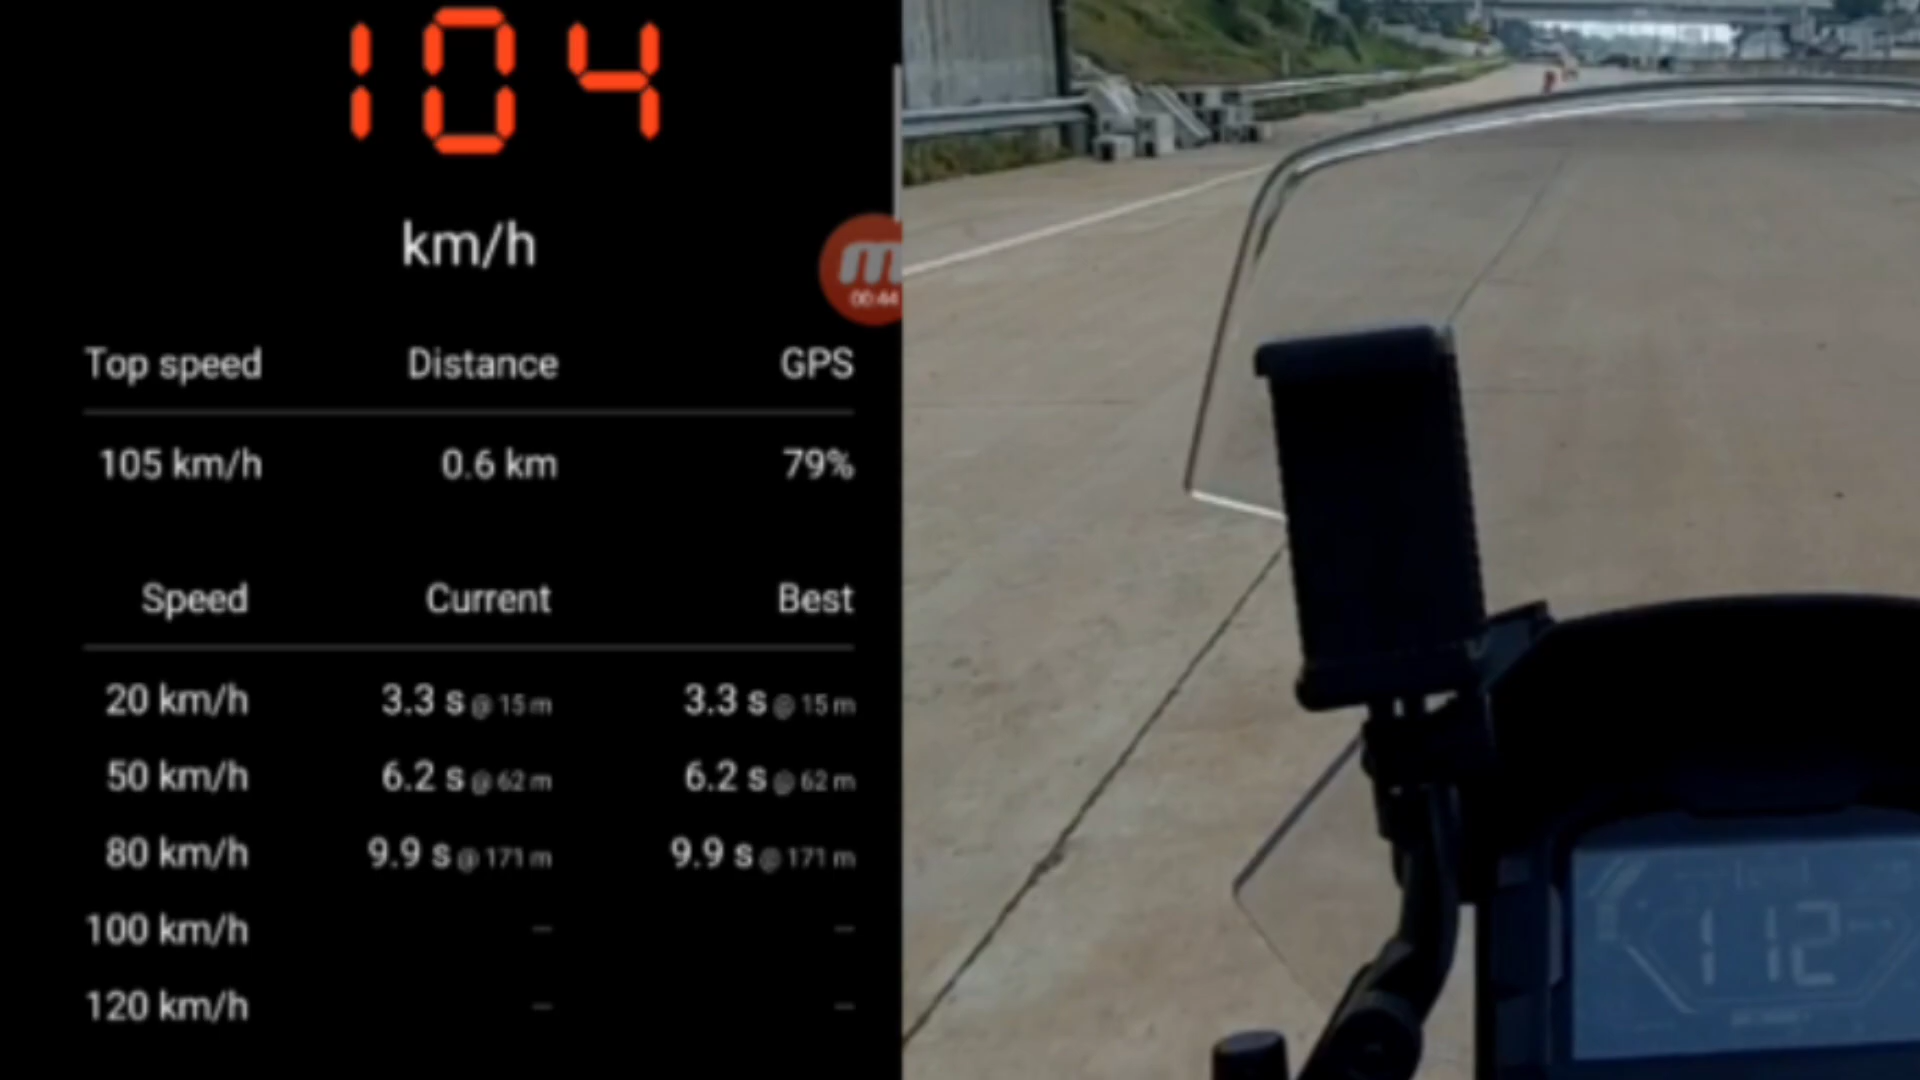 104
km/h
m
00:44
Top speed Distance GPS
105 km/h 0.6 km 79%
Speed Current Best
20 km/h 3.3 s @ 15 m 3.3 s @ 15 m
50 km/h 6.2 s @ 62 m 6.2 s @ 62 m
80 km/h 9.9 s @ 171 m 9.9 s @ 171 m
100 km/h – –
120 km/h – –
112